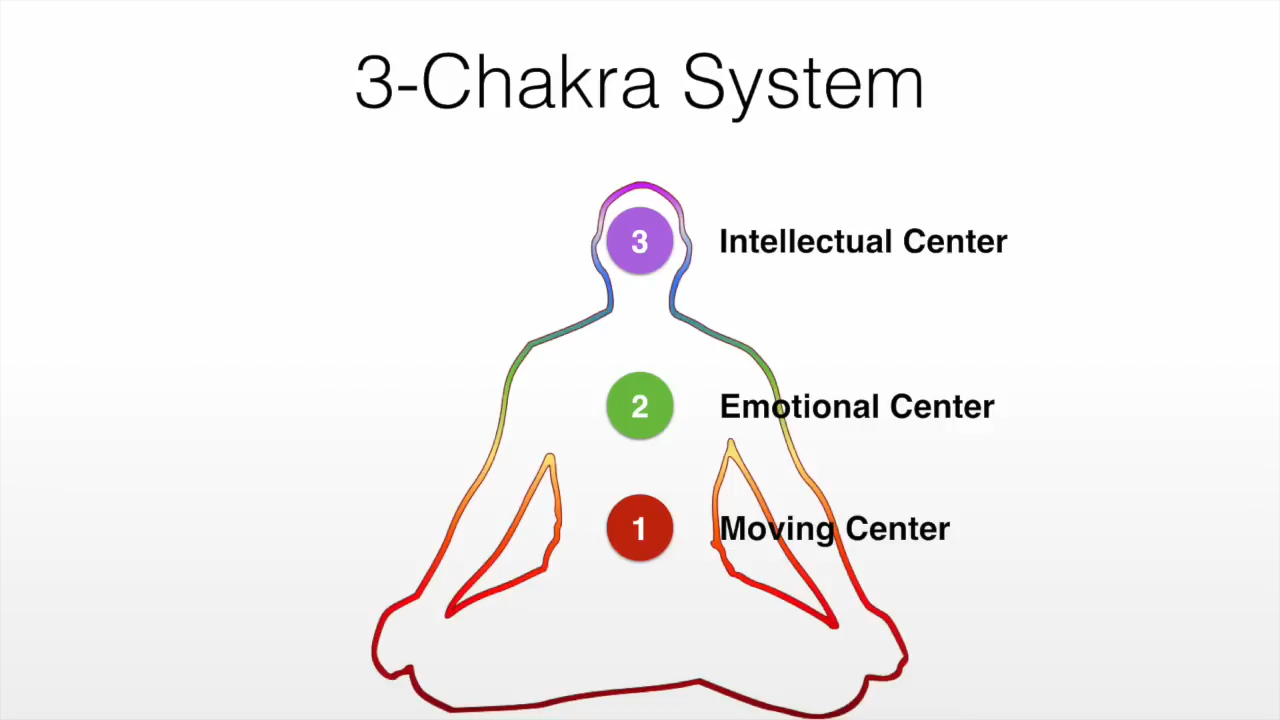 3-Chakra System
3 Intellectual Center
2 Emotional Center
1 Moving Center